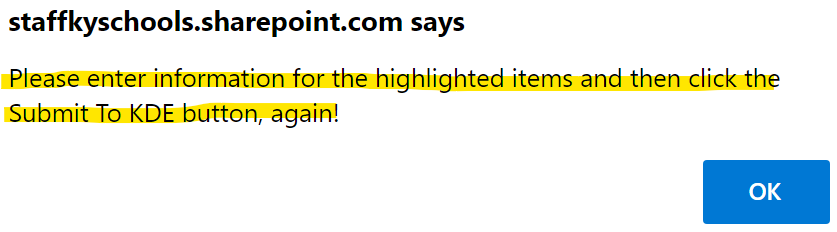 staffkyschools.sharepoint.com says
Please enter information for the highlighted items and then click the
Submit To KDE button, again!
OK